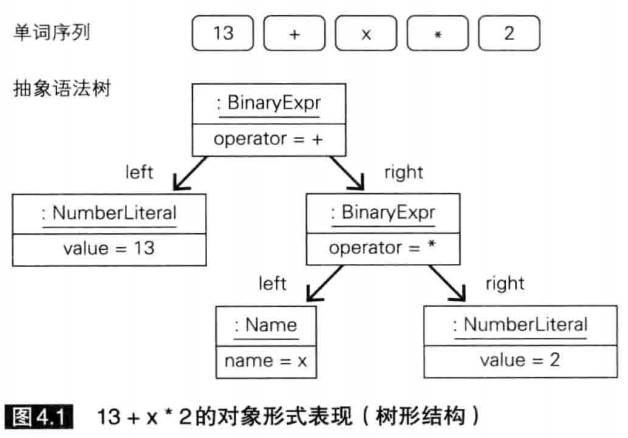 单词序列 13 + x * 2
抽象语法树
: BinaryExpr
operator = +
left right
: NumberLiteral : BinaryExpr
value = 13 operator = *
left right
: Name : NumberLiteral
name = x value = 2
图4.1 13 + x * 2的对象形式表现（树形结构）